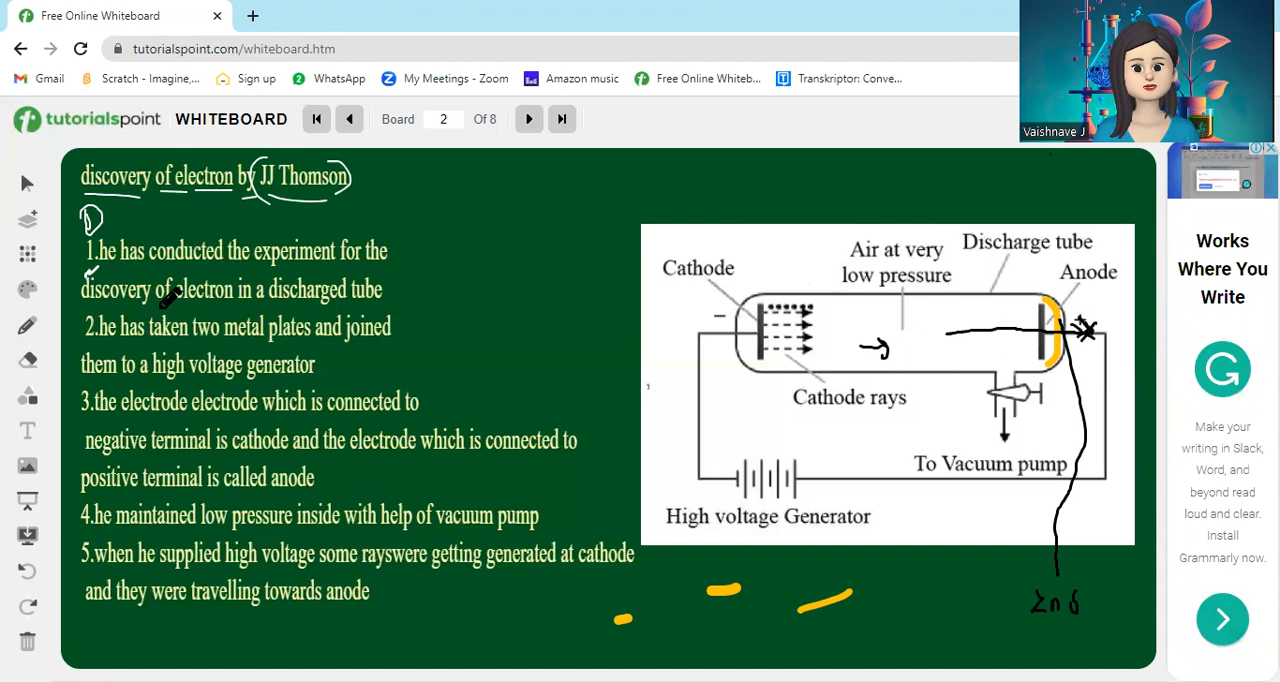 Free Online Whiteboard
tutorialspoint.com/whiteboard.htm
Gmail
Scratch - Imagine,...
Sign up
WhatsApp
My Meetings - Zoom
Amazon music
Free Online Whiteb...
Transkriptor: Conve...
tutorialspoint
WHITEBOARD
Board 2 Of 8
Vaishnave J
discovery of electron by JJ Thomson
1.he has conducted the experiment for the
discovery of electron in a discharged tube
2.he has taken two metal plates and joined
them to a high voltage generator
3.the electrode electrode which is connected to
negative terminal is cathode and the electrode which is connected to
positive terminal is called anode
4.he maintained low pressure inside with help of vacuum pump
5.when he supplied high voltage some rayswere getting generated at cathode
and they were travelling towards anode
Cathode
Air at very
low pressure
Discharge tube
Anode
−
Cathode rays
To Vacuum pump
High voltage Generator
Works
Where You
Write
Make your
writing in Slack,
Word, and
beyond read
loud and clear.
Install
Grammarly now.